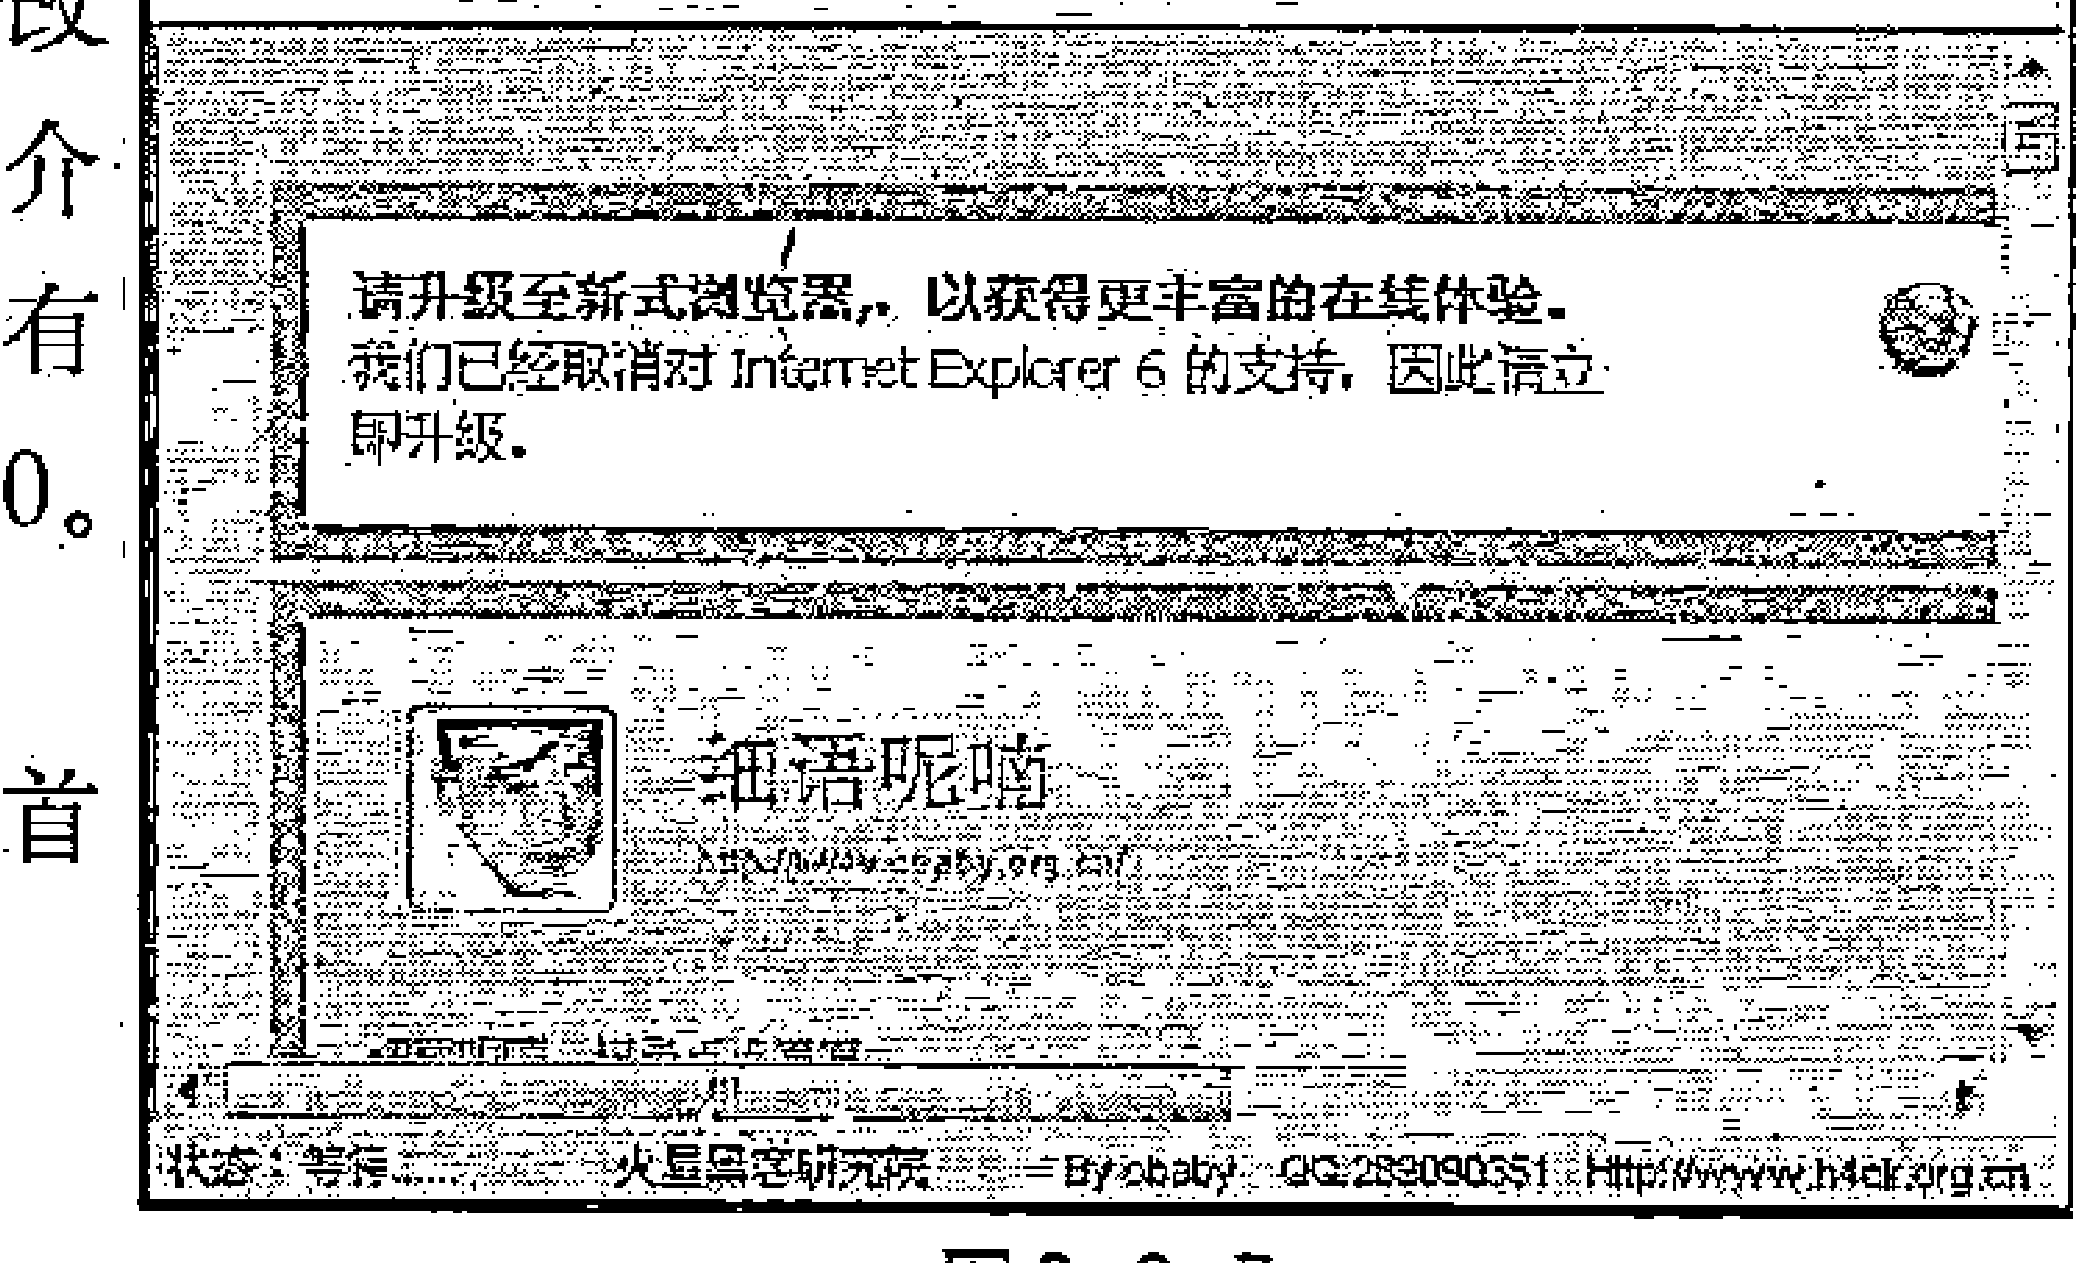 改
介
有
0。
首
请升级至新式浏览器，以获得更丰富的在线体验。
我们已经取消对 Internet Explorer 6 的支持，因此请立
即升级。
细语呢喃
状态：等待...... 火星黑客研究院 By:obaby QQ:289090351 Http://www.h4ck.org.cn